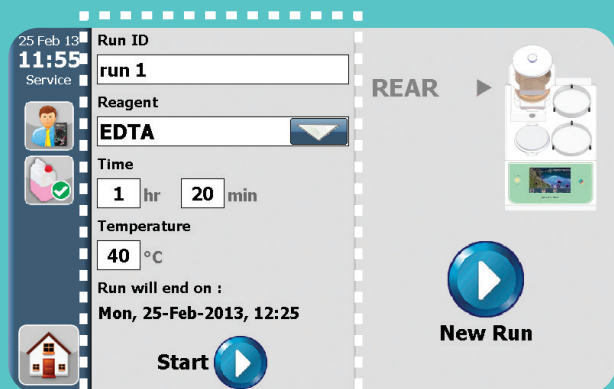 25 Feb 13
11:55
Service
Run ID
run 1
Reagent
EDTA
Time
1 hr 20 min
Temperature
40 °C
Run will end on :
Mon, 25-Feb-2013, 12:25
Start
REAR
New Run